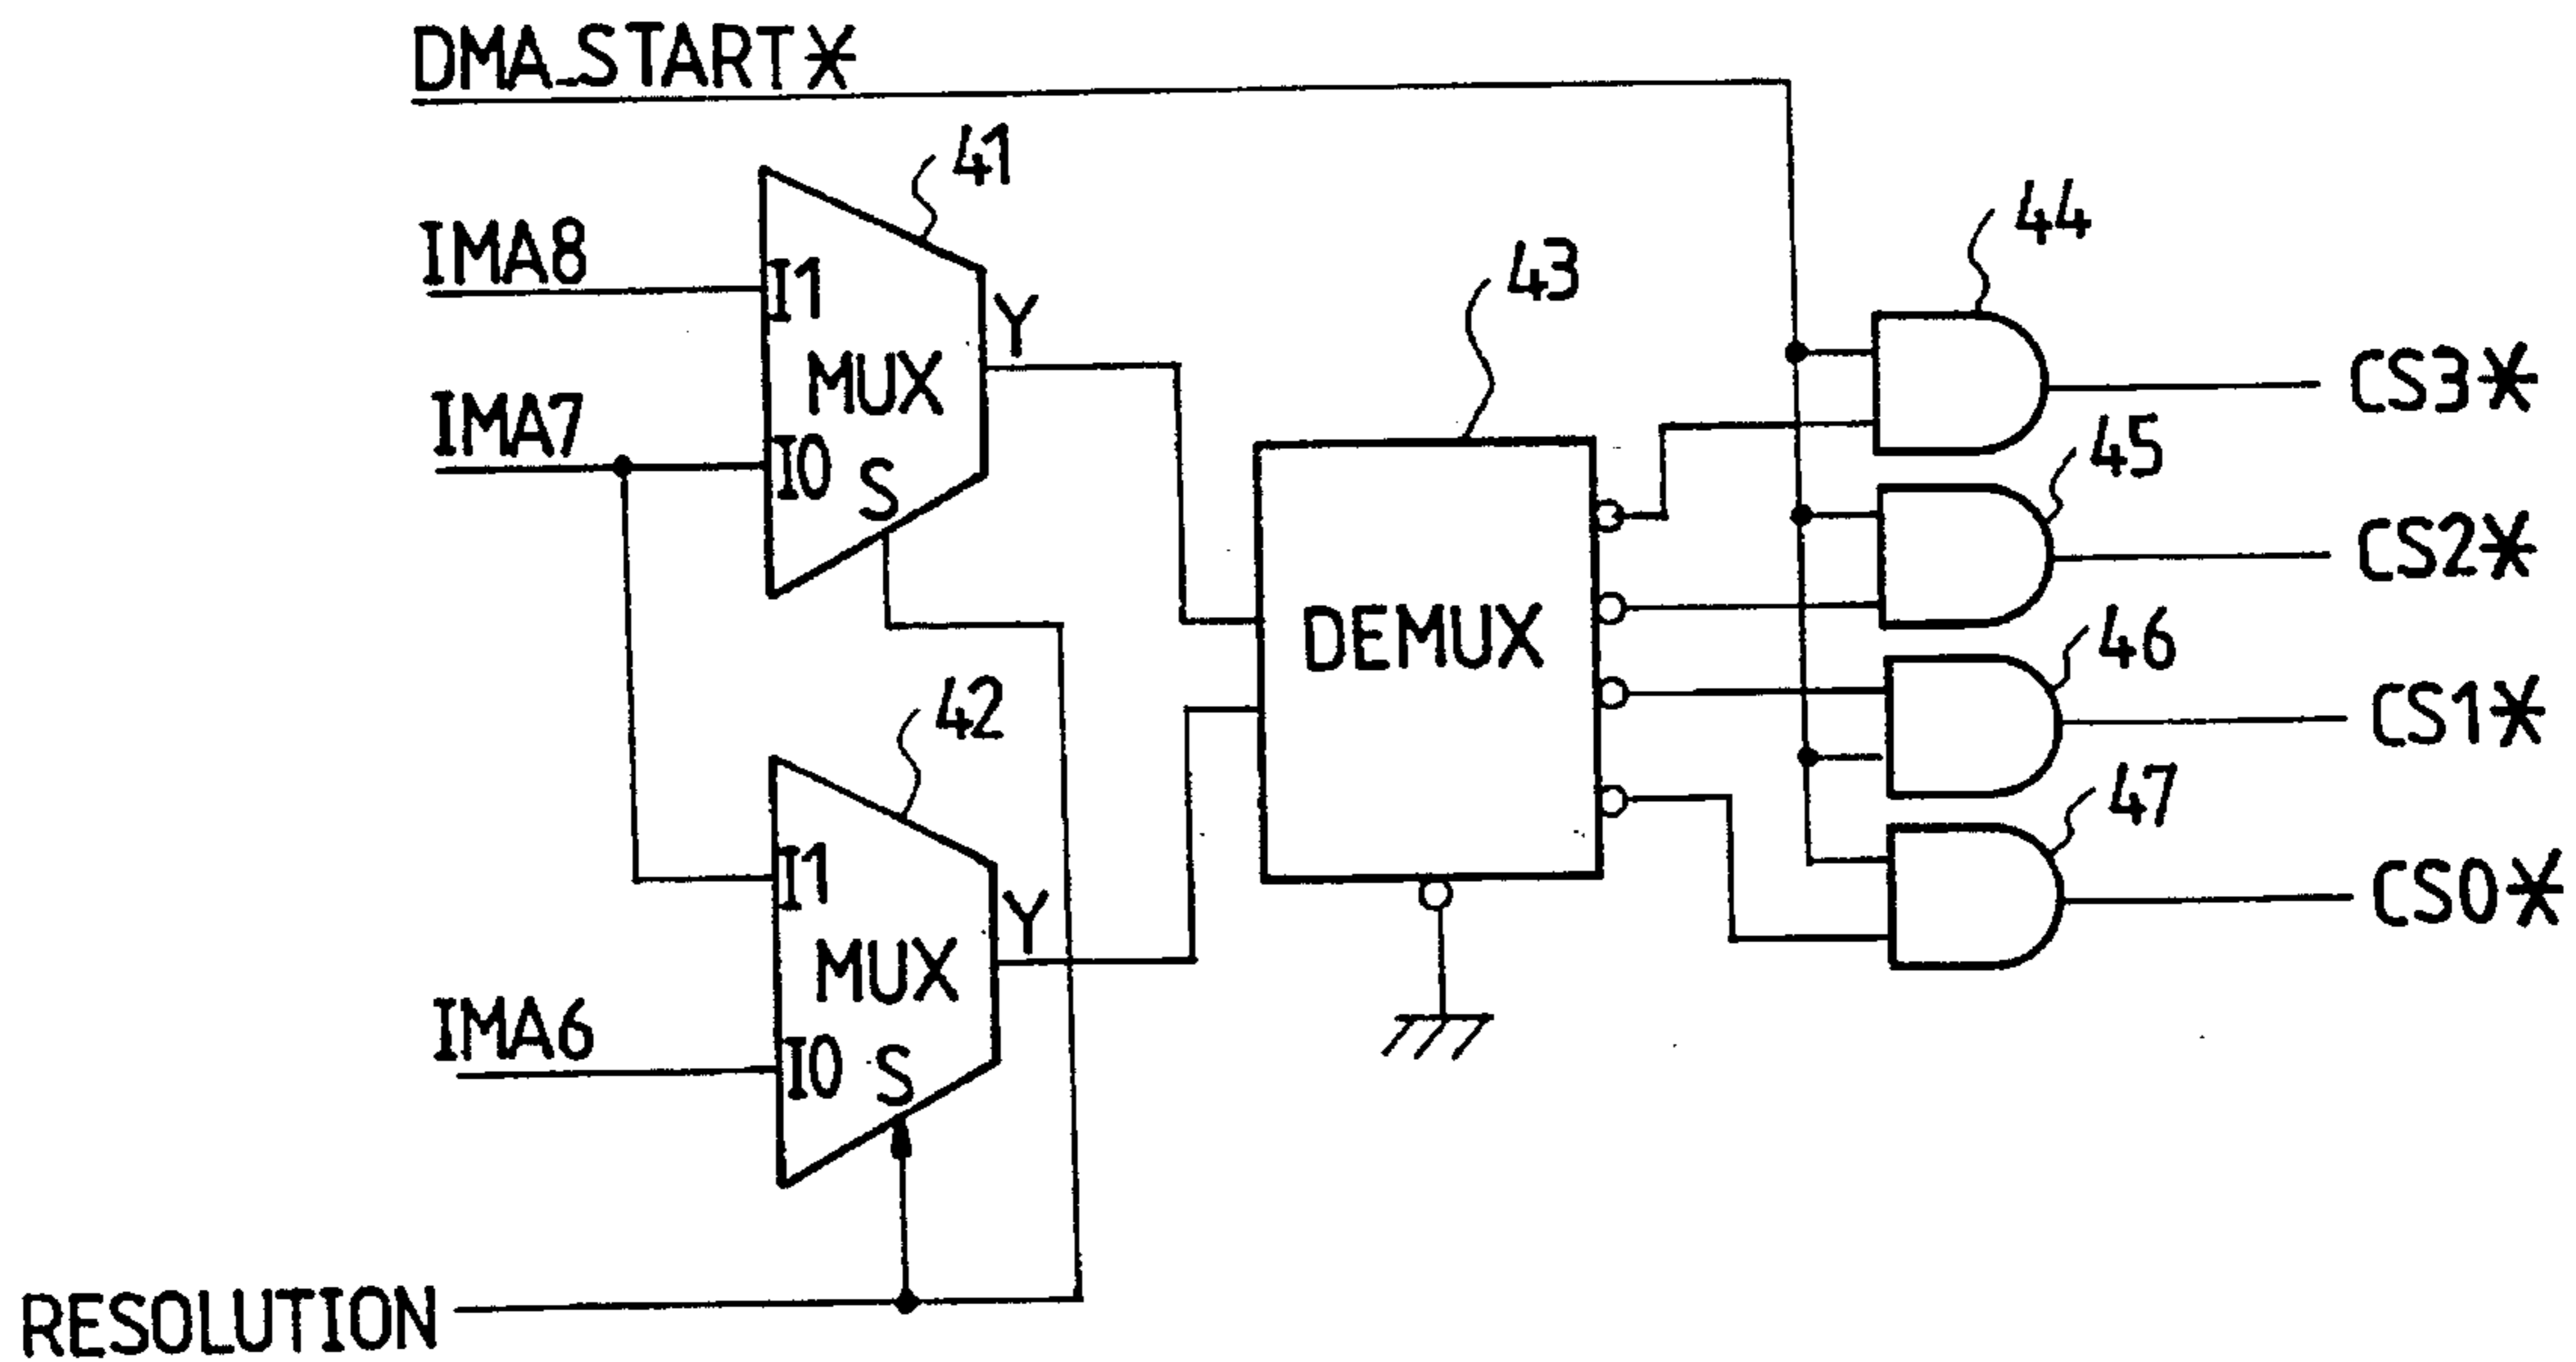 DMA_START*
41
IMA8
I1
Y
MUX
IMA7
I0
S
43
44
CS3*
45
CS2*
DEMUX
46
CS1*
47
CS0*
42
I1
Y
MUX
IMA6
I0
S
RESOLUTION